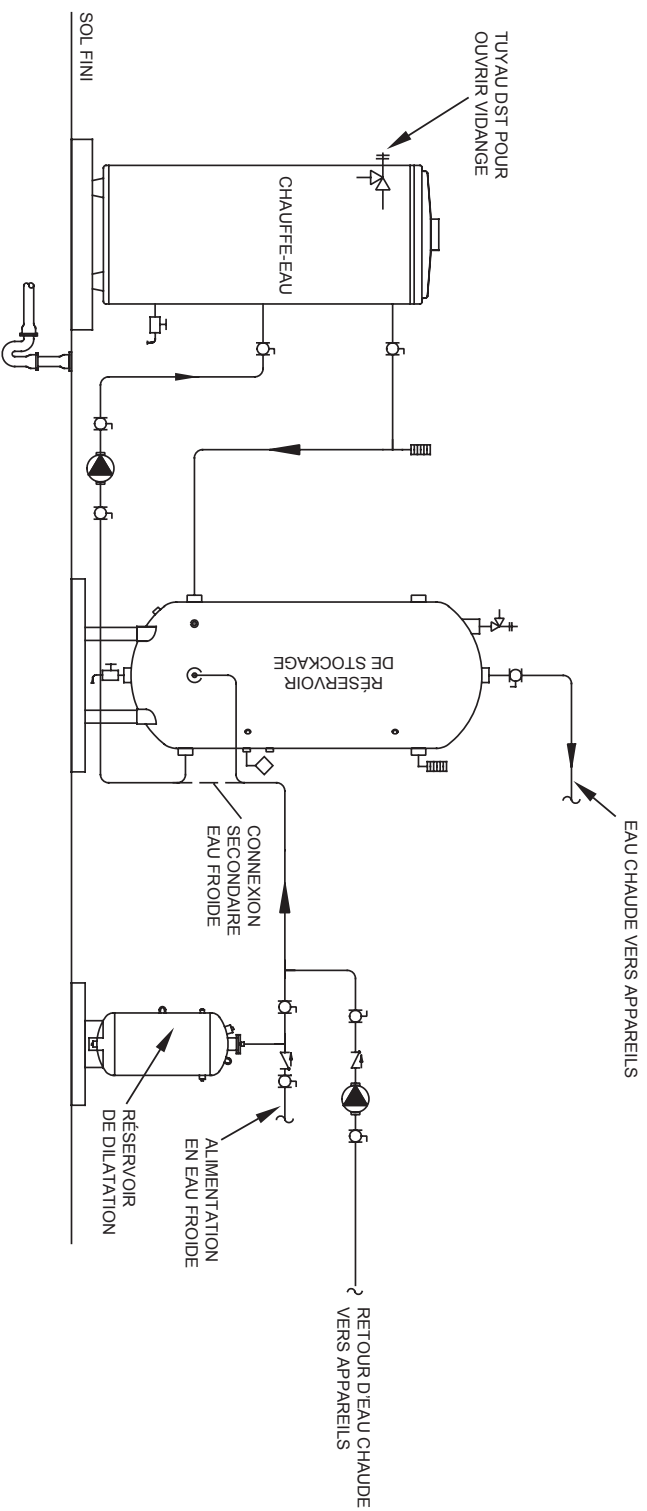 TUYAU DST POUR
OUVRIR VIDANGE
EAU CHAUDE VERS APPAREILS
CHAUFFE-EAU
RÉSERVOIR
DE STOCKAGE
RETOUR D'EAU CHAUDE
VERS APPAREILS
CONNEXION
SECONDAIRE
EAU FROIDE
ALIMENTATION
EN EAU FROIDE
RÉSERVOIR
DE DILATATION
SOL FINI